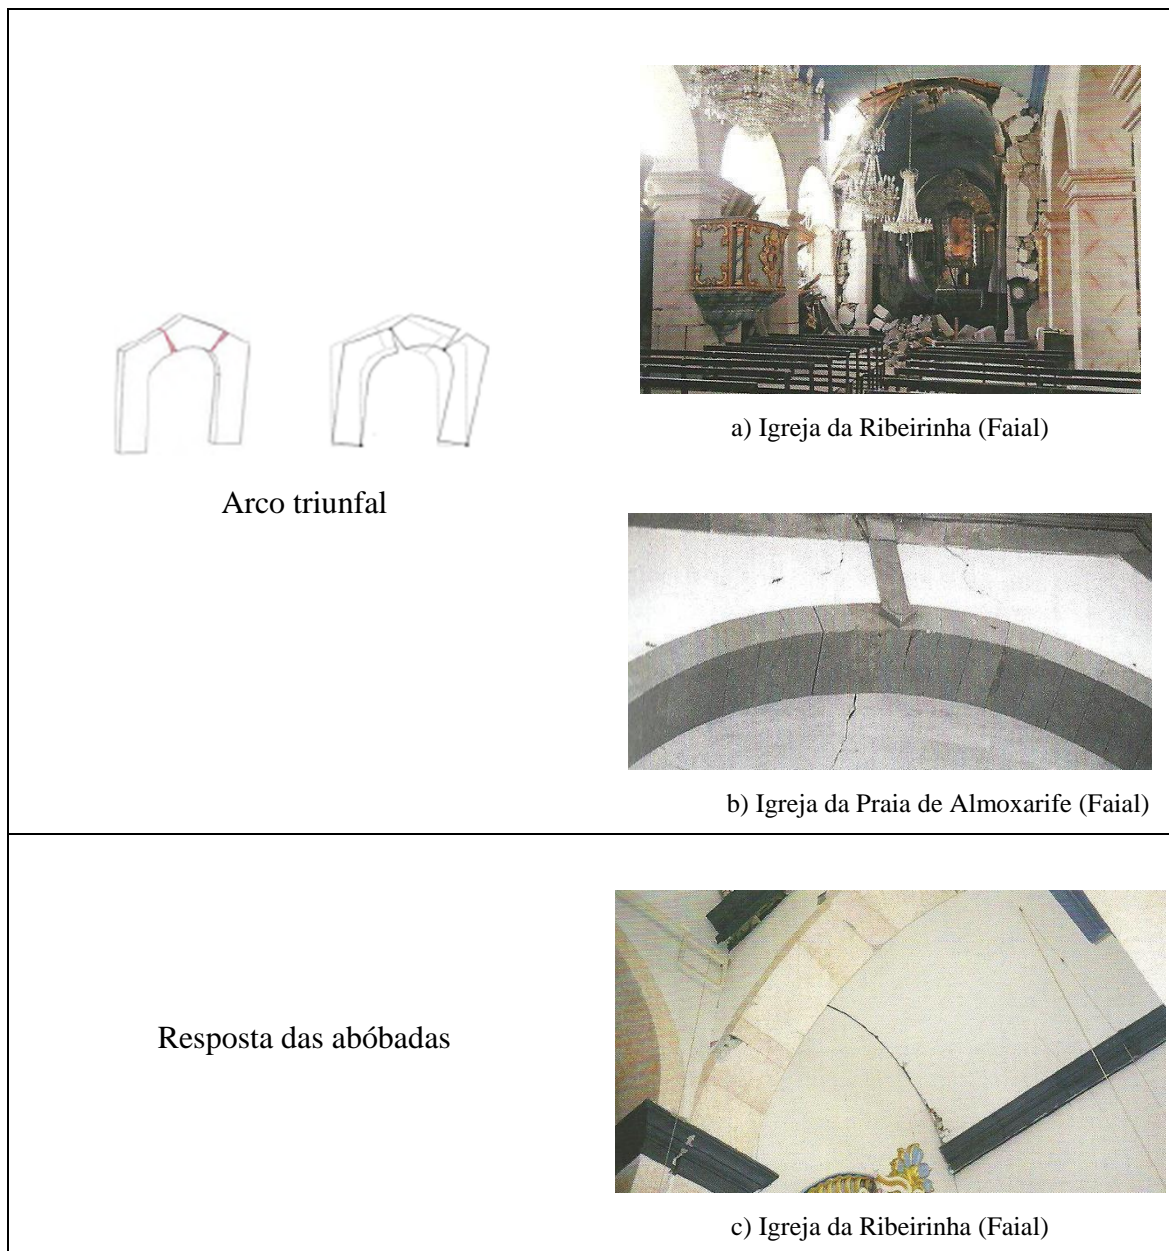 a) Igreja da Ribeirinha (Faial)
Arco triunfal
b) Igreja da Praia de Almoxarife (Faial)
Resposta das abóbadas
c) Igreja da Ribeirinha (Faial)